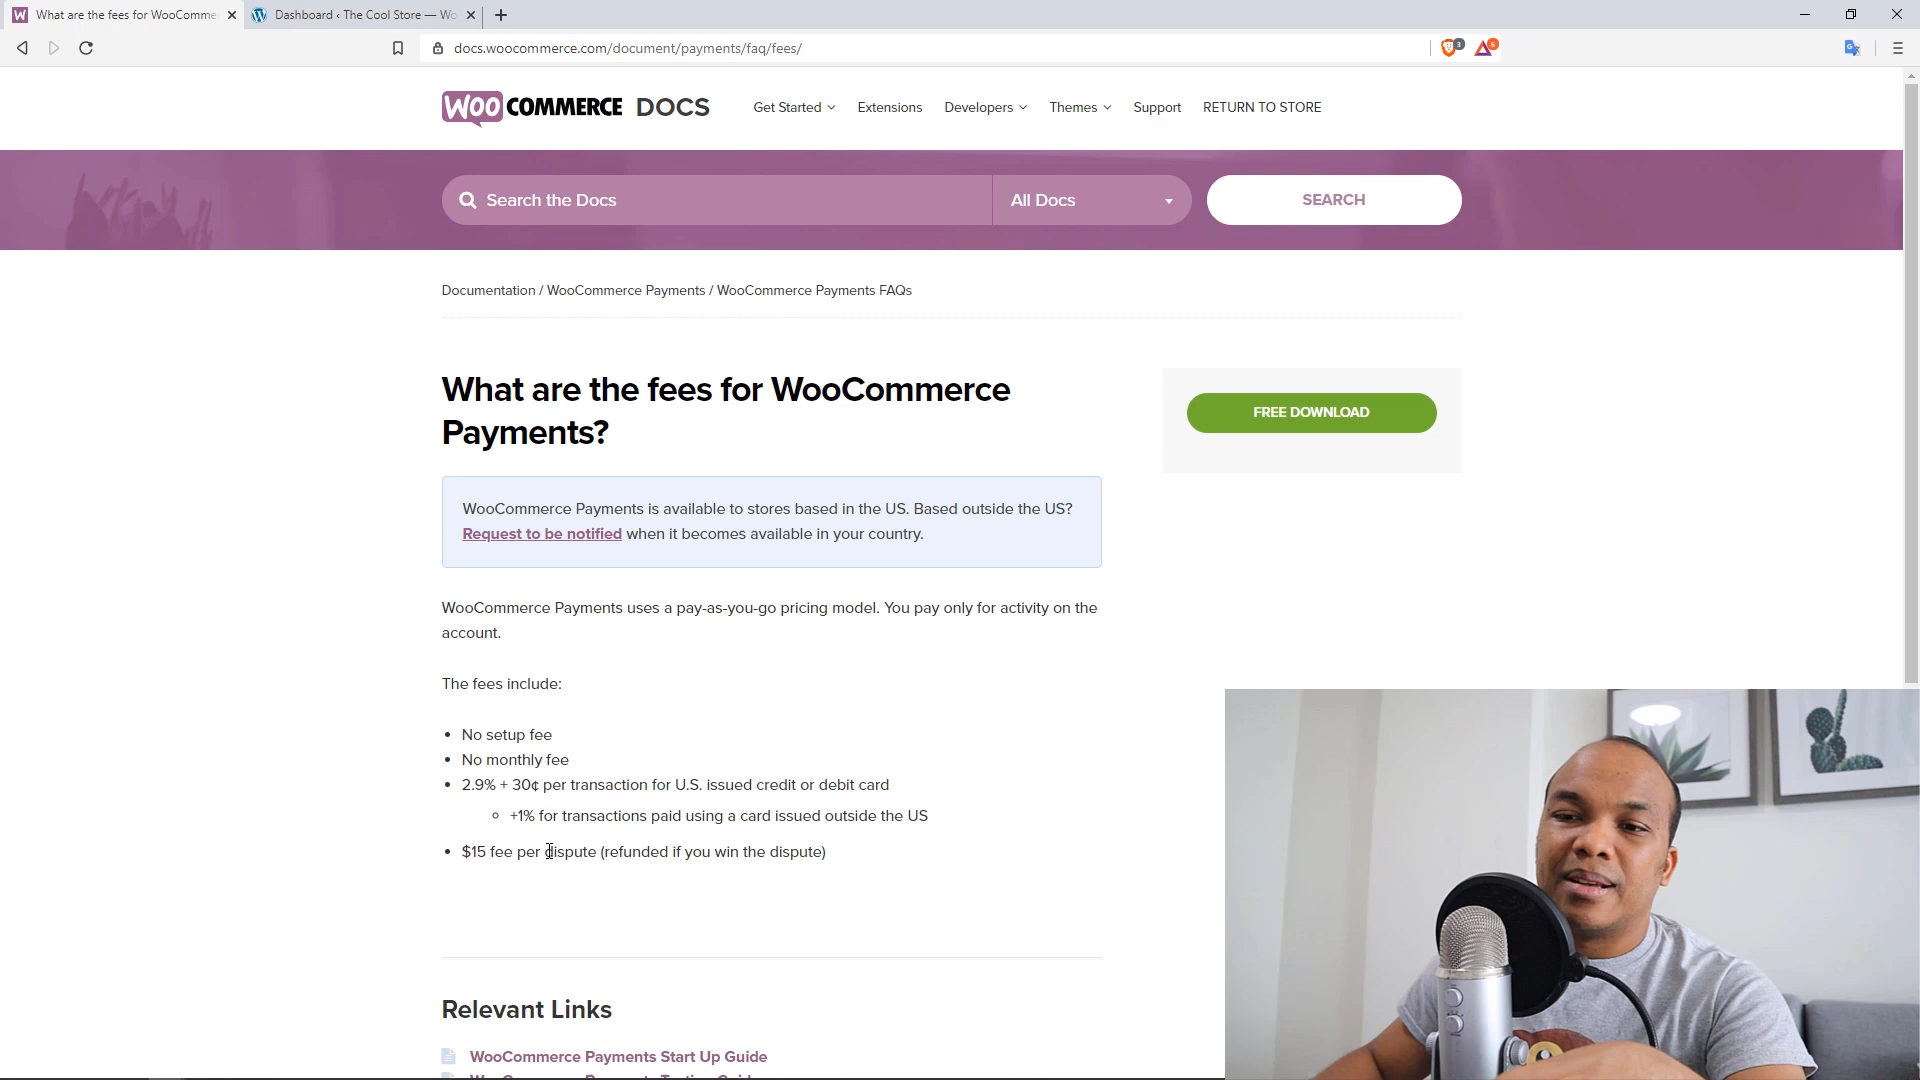 What are the fees for WooComme
Dashboard ‹ The Cool Store — Wo
docs.woocommerce.com/document/payments/faq/fees/
3
6
WOO COMMERCE DOCS
Get Started
Extensions
Developers
Themes
Support
RETURN TO STORE
Search the Docs
All Docs
SEARCH
Documentation / WooCommerce Payments / WooCommerce Payments FAQs
What are the fees for WooCommerce
Payments?
FREE DOWNLOAD
WooCommerce Payments is available to stores based in the US. Based outside the US?
Request to be notified when it becomes available in your country.
WooCommerce Payments uses a pay-as-you-go pricing model. You pay only for activity on the
account.
The fees include:
• No setup fee
• No monthly fee
• 2.9% + 30¢ per transaction for U.S. issued credit or debit card
◦ +1% for transactions paid using a card issued outside the US
• $15 fee per dispute (refunded if you win the dispute)
Relevant Links
WooCommerce Payments Start Up Guide